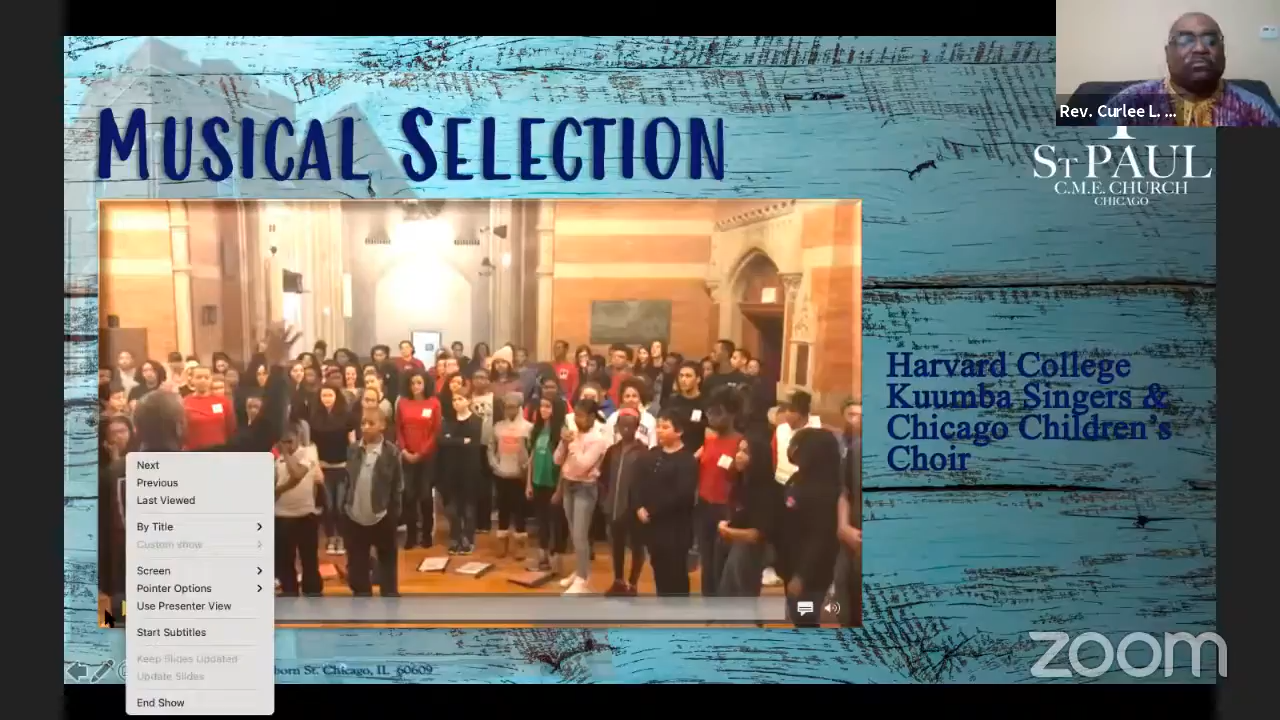 MUSICAL SELECTION
Rev. Curlee L. ...
ST PAUL
C.M.E. CHURCH
CHICAGO
Harvard College
Kuumba Singers &
Chicago Children's
Choir
Next
Previous
Last Viewed
By Title
Custom Show
Screen
Pointer Options
Use Presenter View
Start Subtitles
Keep Slides Updated
Update Slides
End Show
St. Chicago, IL 60609
zoom